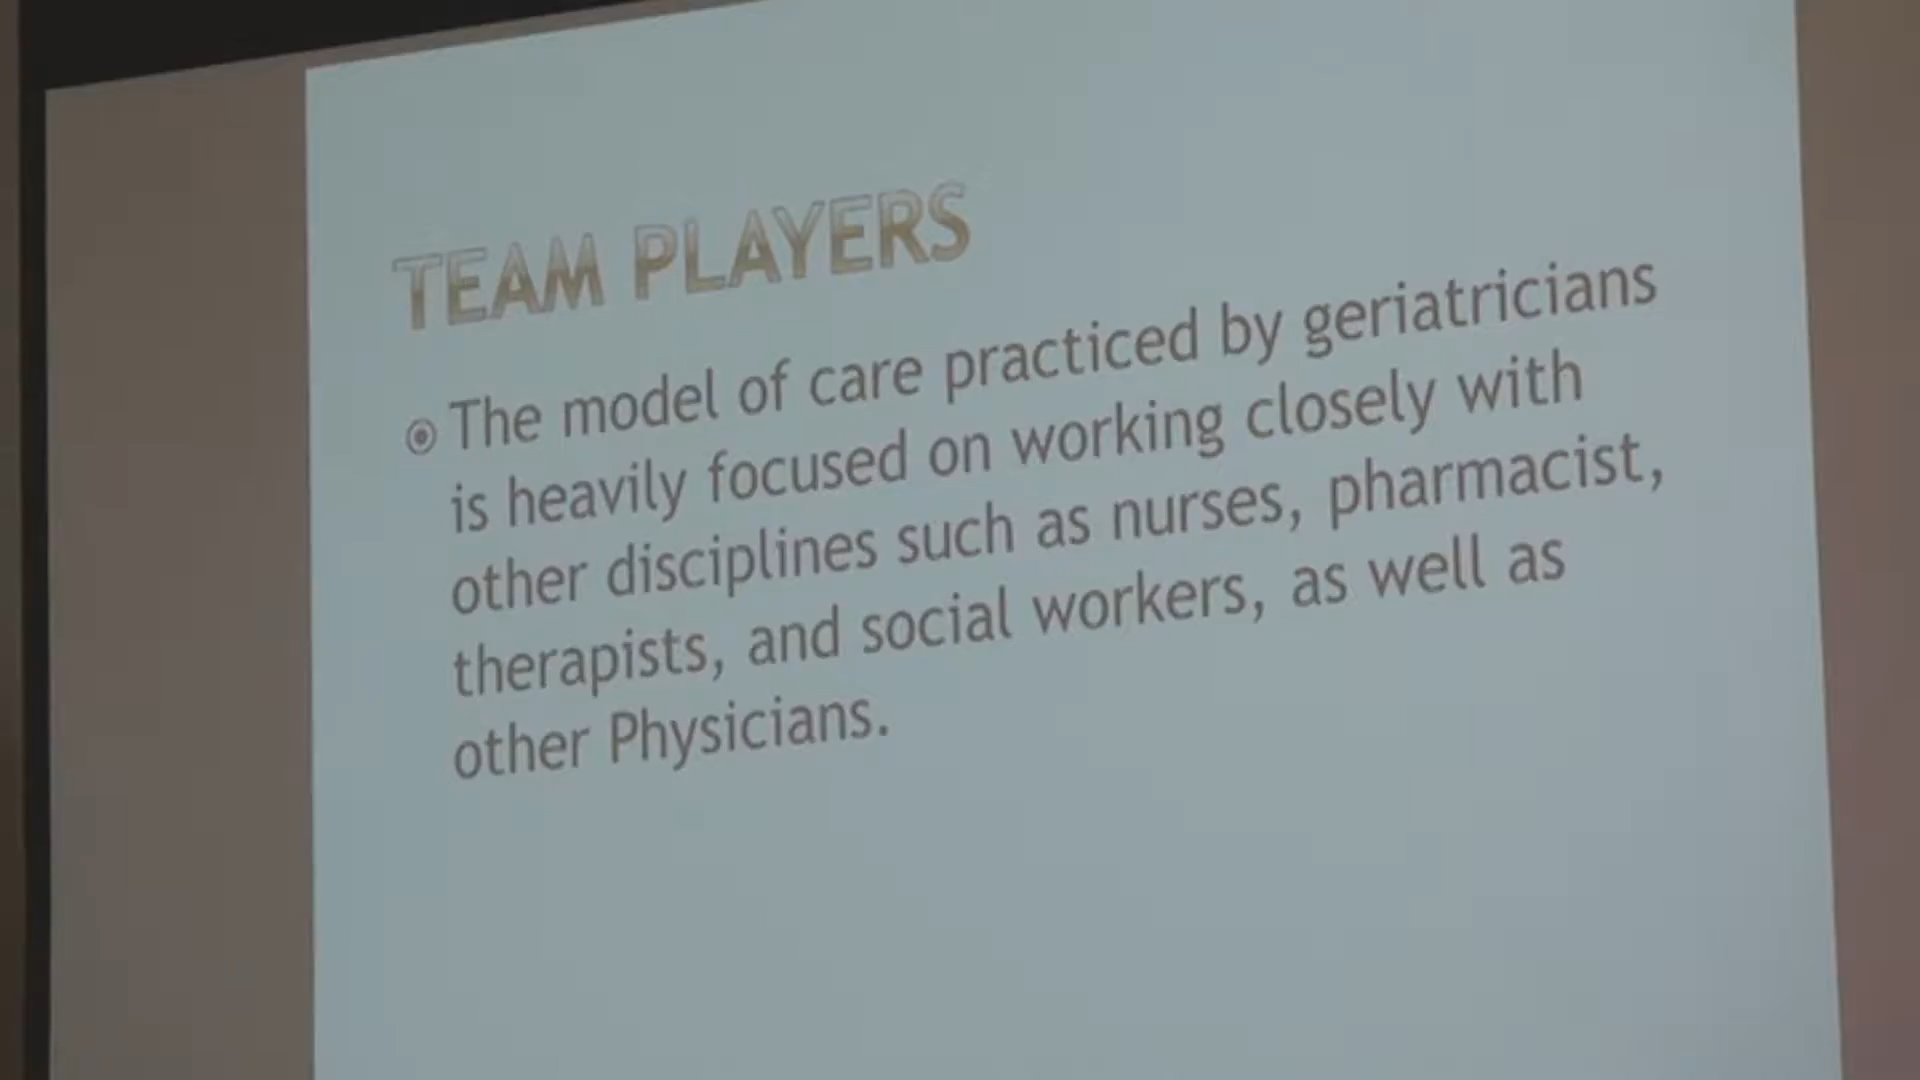 TEAM PLAYERS
The model of care practiced by geriatricians
is heavily focused on working closely with
other disciplines such as nurses, pharmacist,
therapists, and social workers, as well as
other Physicians.